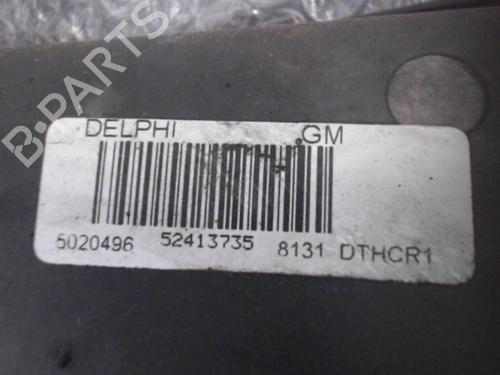 B-PARTS
DELPHI .GM
5020496 52413735 8131 DTHCR1